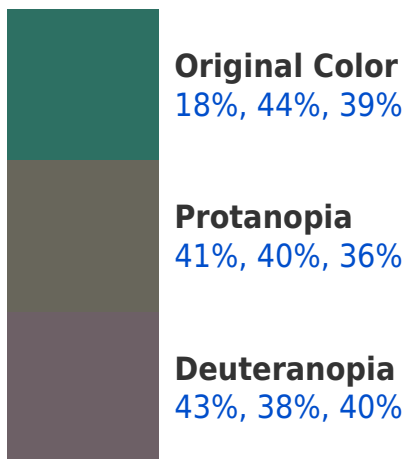 Original Color
18%, 44%, 39%
Protanopia
41%, 40%, 36%
Deuteranopia
43%, 38%, 40%